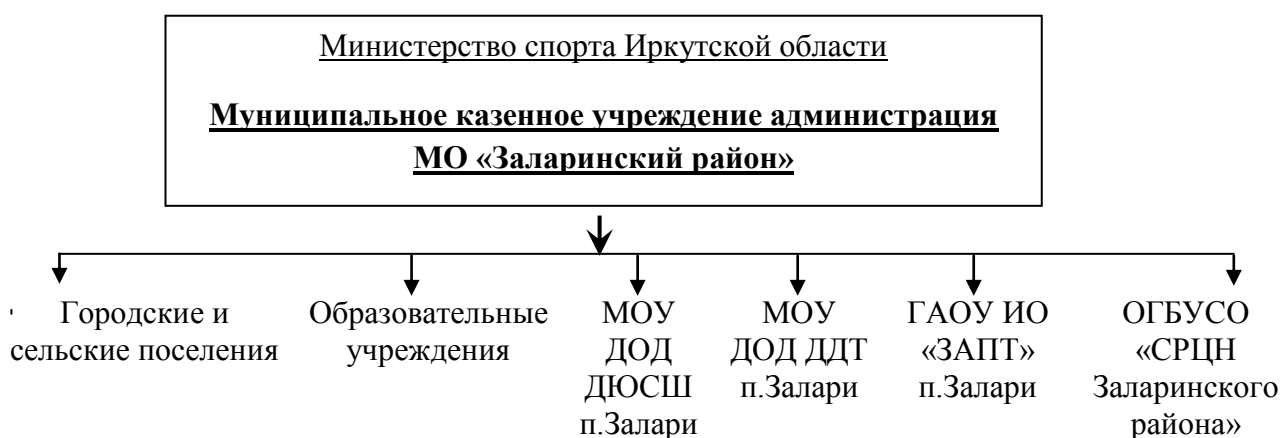 Министерство спорта Иркутской области
Муниципальное казенное учреждение администрация
МО «Заларинский район»
Городские и
сельские поселения
Образовательные
учреждения
МОУ
ДОД
ДЮСШ
п.Залари
МОУ
ДОД ДДТ
п.Залари
ГАОУ ИО
«ЗАПТ»
п.Залари
ОГБУСО
«СРЦН
Заларинского
района»